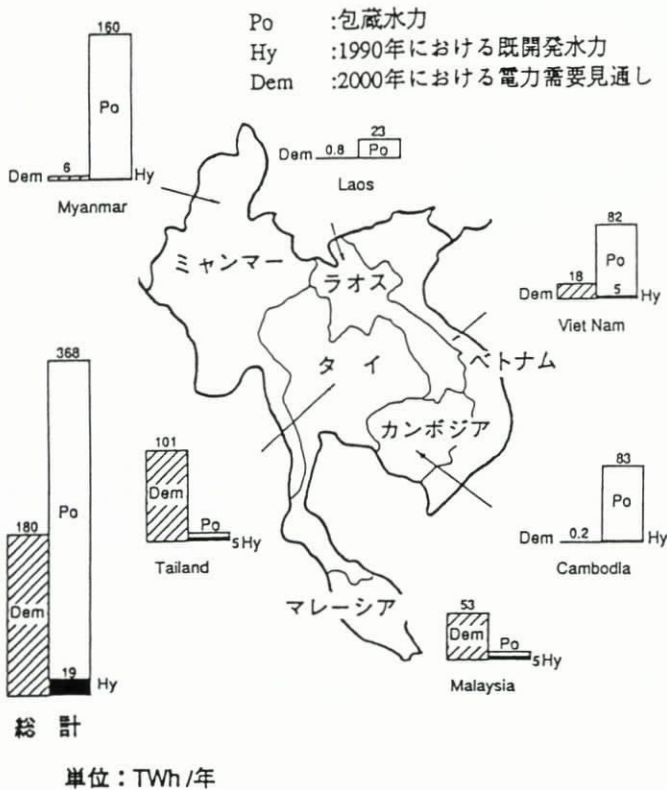 Po :包蔵水力
Hy :1990年における既開発水力
Dem :2000年における電力需要見通し
160
Po
Dem 6 Hy
Myanmar
23
Dem 0.8 Po
Laos
82
Po
18
Dem 5 Hy
Viet Nam
ミャンマー
ラオス
タイ
ベトナム
カンボジア
マレーシア
368
Po
180
Dem
19
Hy
総計
101
Dem
Po
5Hy
Tailand
83
Po
Dem 0.2 Hy
Cambodla
53
Dem
Po
5Hy
Malaysia
単位：TWh/年